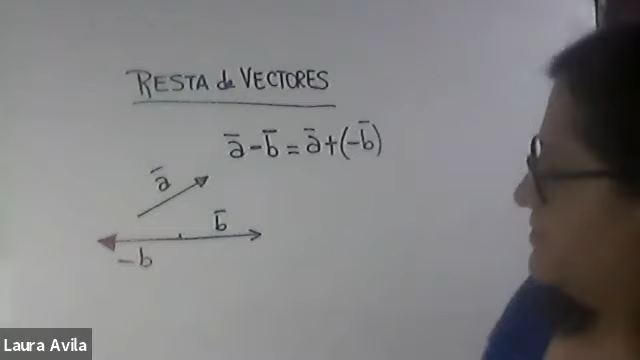 RESTA de VECTORES
a̅ - b̅ = a̅ + (-b̅)
a̅
b̅
-b
Laura Avila